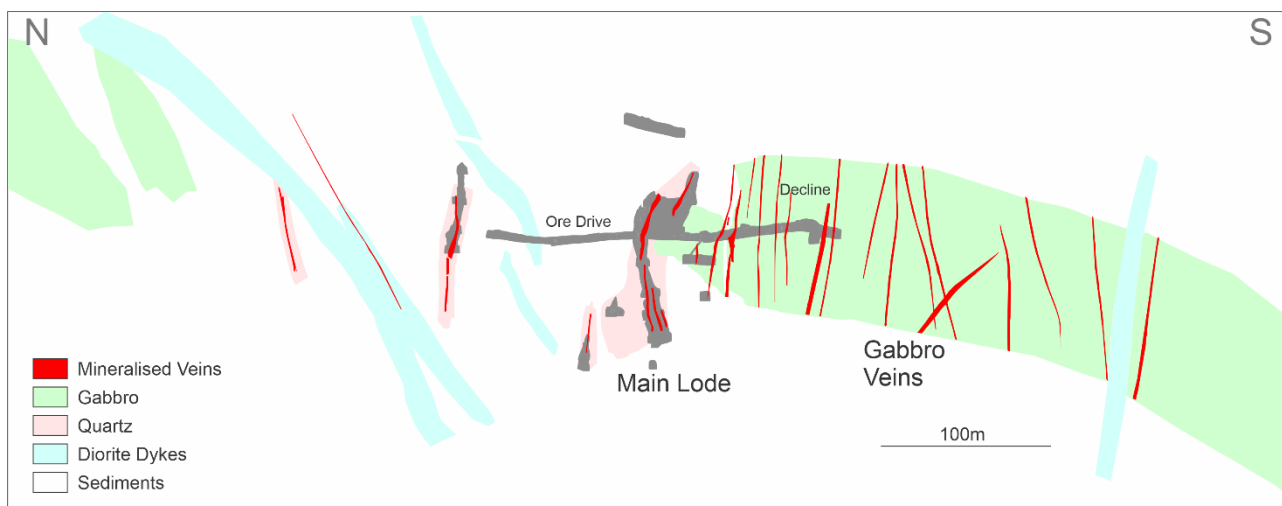 N
S
Decline
Ore Drive
Main Lode
Gabbro
Veins
100m
Mineralised Veins
Gabbro
Quartz
Diorite Dykes
Sediments